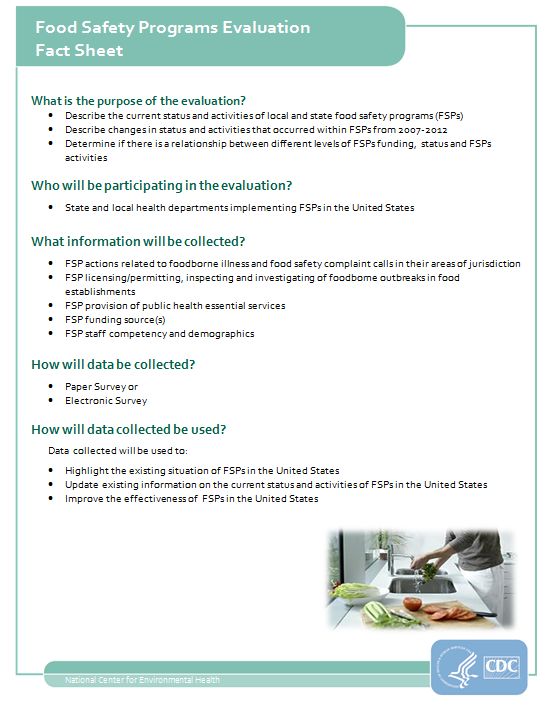 Food Safety Programs Evaluation
Fact Sheet
What is the purpose of the evaluation?
• Describe the current status and activities of local and state food safety programs (FSPs)
• Describe changes in status and activities that occurred within FSPs from 2007-2012
• Determine if there is a relationship between different levels of FSPs funding, status and FSPs
activities
Who will be participating in the evaluation?
• State and local health departments implementing FSPs in the United States
What information will be collected?
• FSP actions related to foodborne illness and food safety complaint calls in their areas of jurisdiction
• FSP licensing/permitting, inspecting and investigating of foodborne outbreaks in food
establishments
• FSP provision of public health essential services
• FSP funding source(s)
• FSP staff competency and demographics
How will data be collected?
• Paper Survey or
• Electronic Survey
How will data collected be used?
Data collected will be used to:
• Highlight the existing situation of FSPs in the United States
• Update existing information on the current status and activities of FSPs in the United States
• Improve the effectiveness of FSPs in the United States
CDC
National Center for Environmental Health